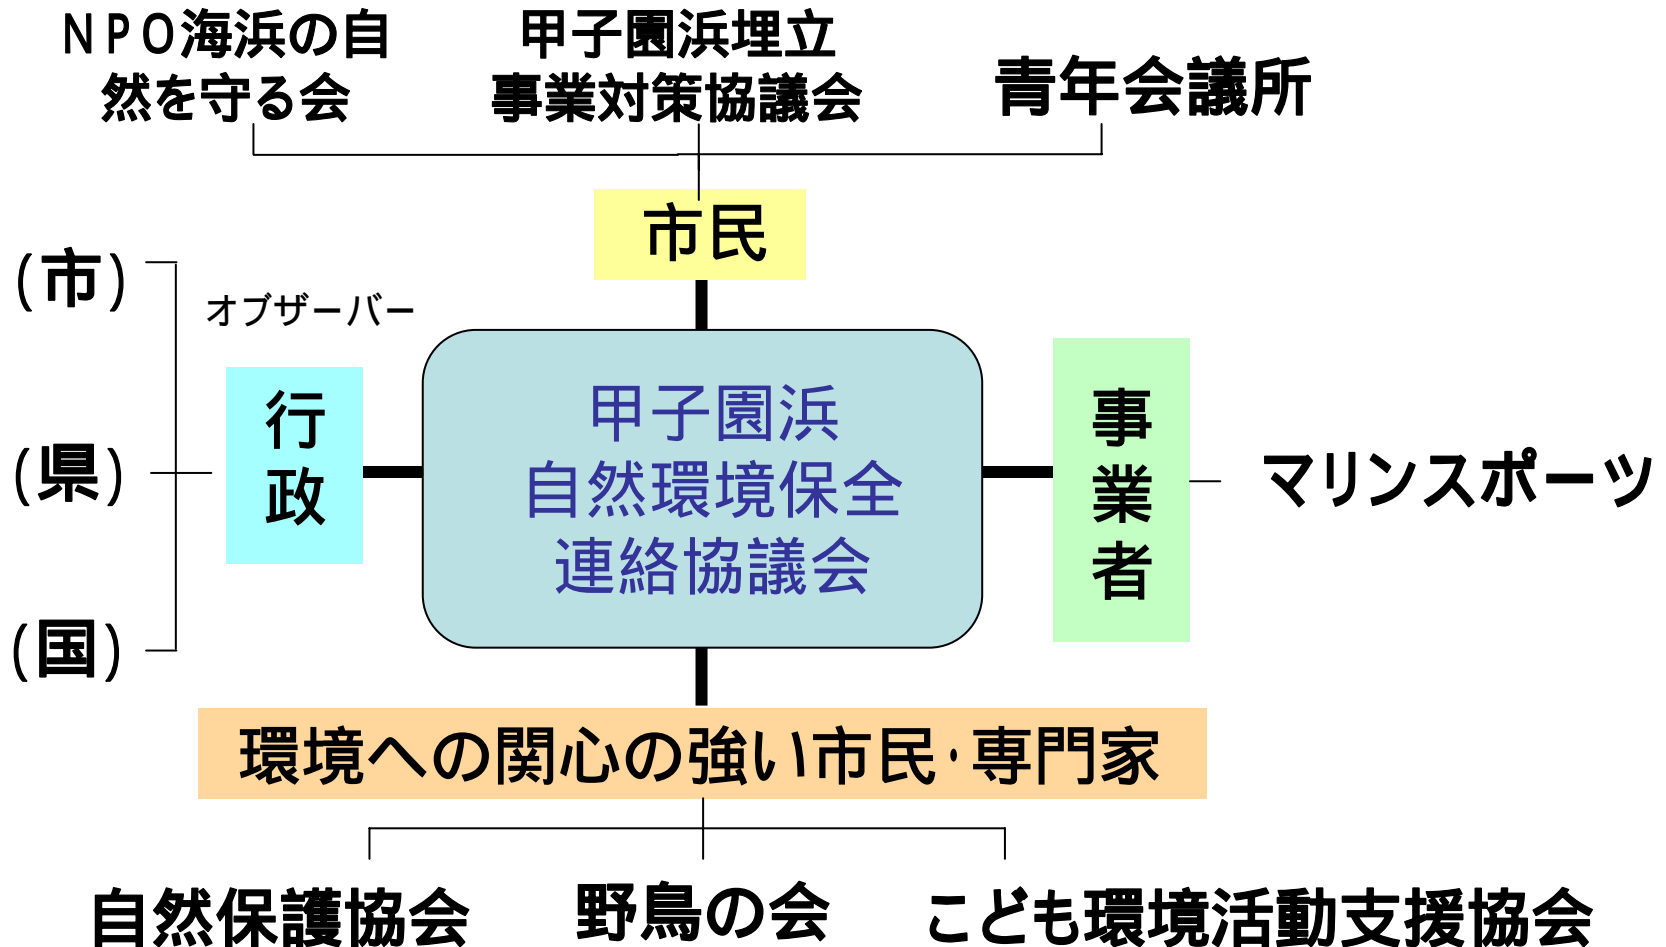 ＮＰＯ海浜の自
然を守る会
甲子園浜埋立
事業対策協議会
青年会議所
市民
(市)
オブザーバー
行
政
(県)
(国)
甲子園浜
自然環境保全
連絡協議会
事
業
者
マリンスポーツ
環境への関心の強い市民・専門家
自然保護協会
野鳥の会
こども環境活動支援協会